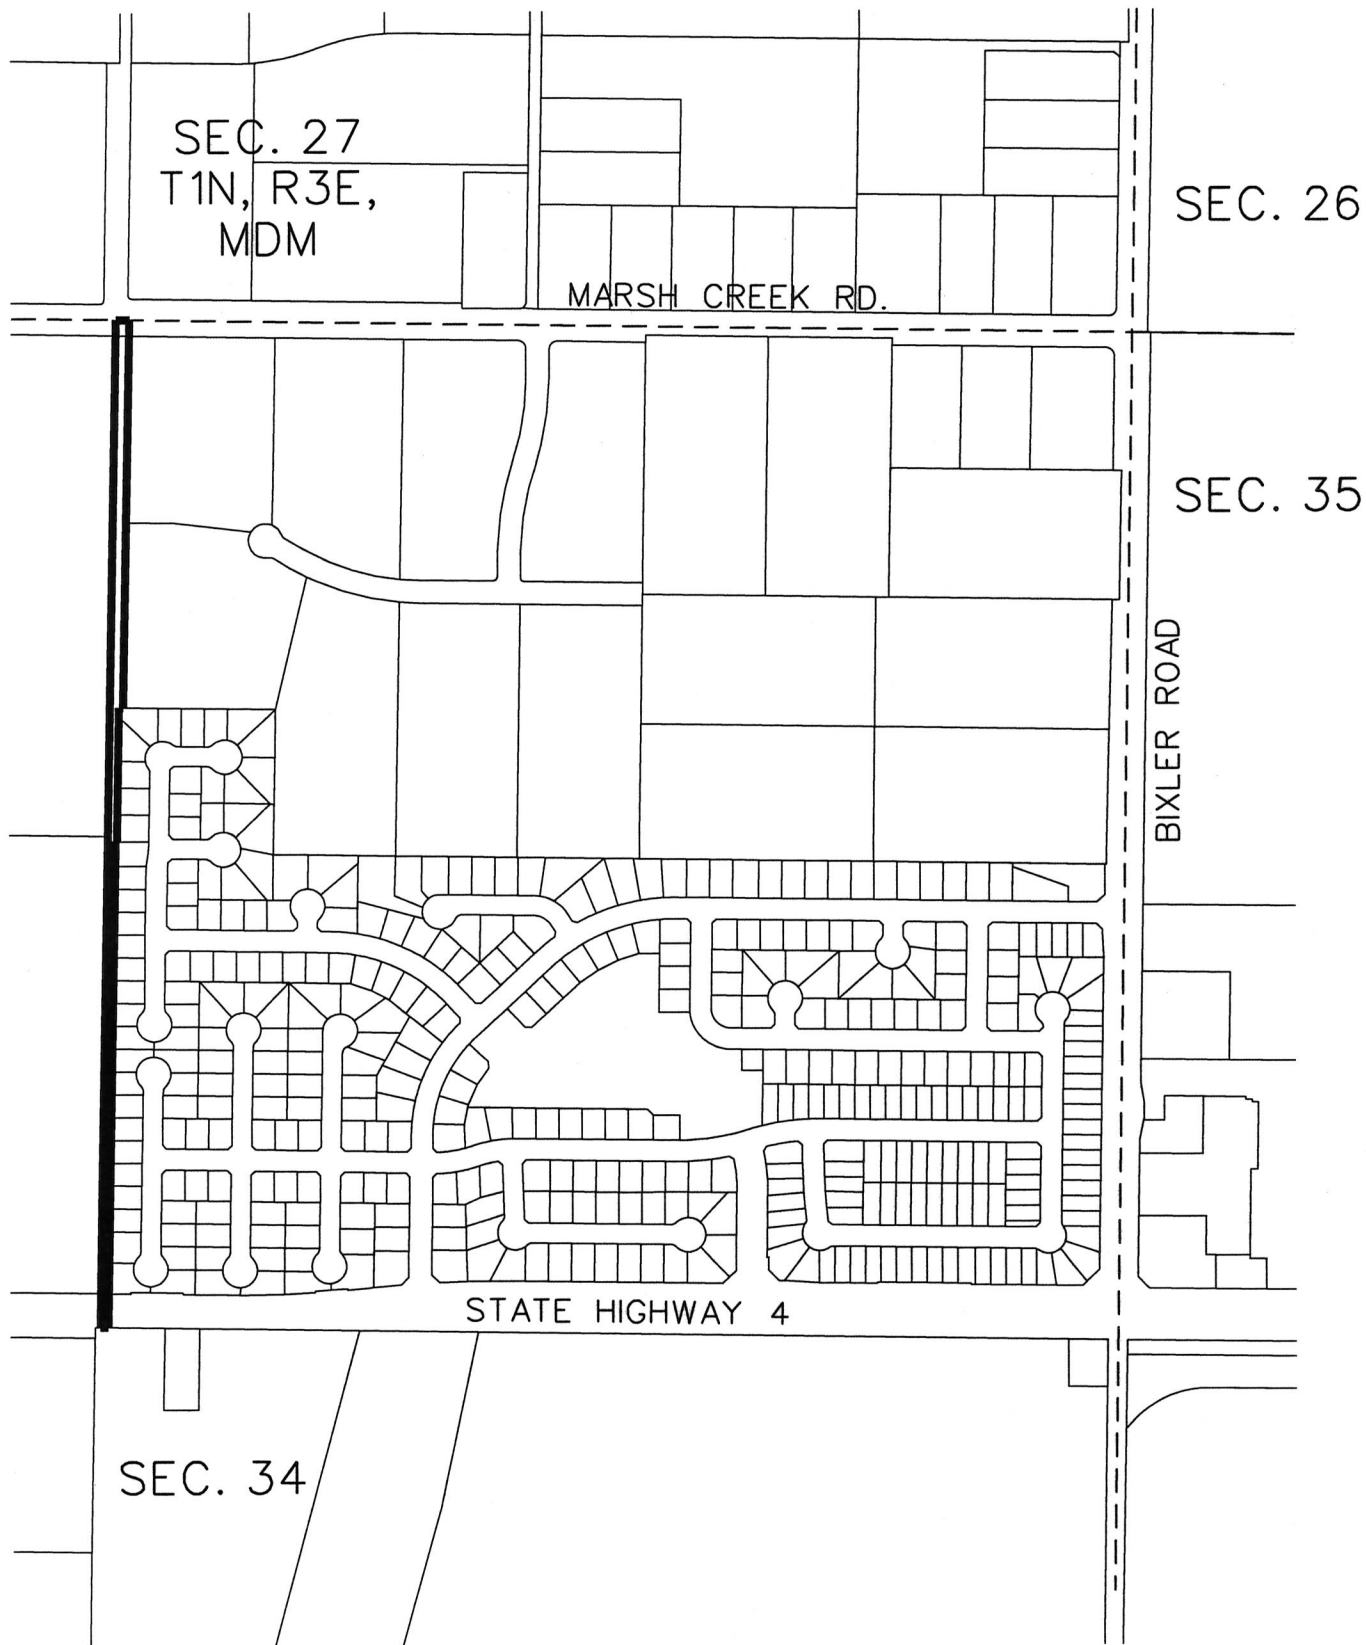 SEC. 27
T1N, R3E,
MDM
SEC. 26
MARSH CREEK RD.
SEC. 35
BIXLER ROAD
STATE HIGHWAY 4
SEC. 34